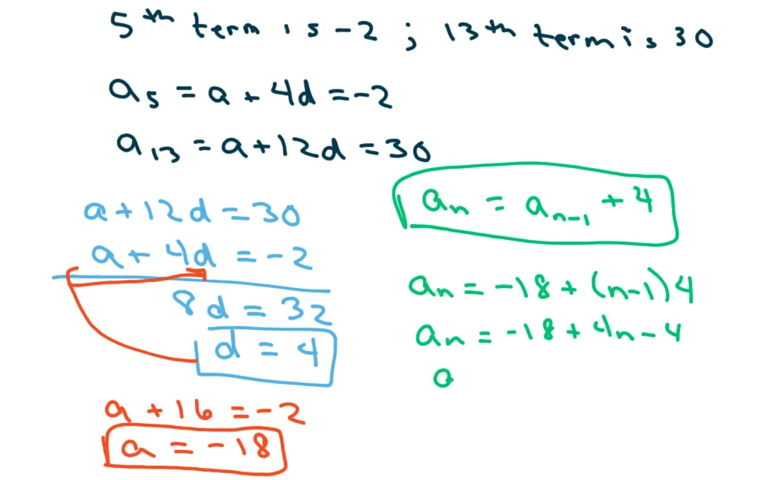 5th term is -2 ; 13th term is 30
a₅ = a + 4d = -2
a₁₃ = a + 12d = 30
a + 12d = 30
a + 4d = -2
8d = 32
d = 4
a + 16 = -2
a = -18
aₙ = aₙ₋₁ + 4
aₙ = -18 + (n-1)4
aₙ = -18 + 4n - 4
a